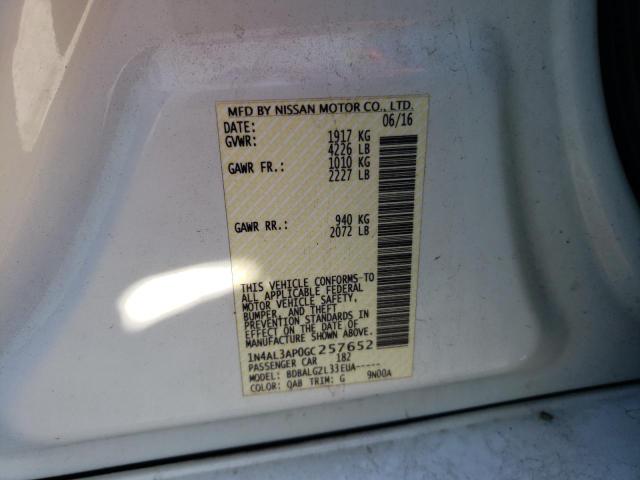 MFD BY NISSAN MOTOR CO., LTD.
DATE: 06/16
GVWR: 1917 KG
4226 LB
GAWR FR.: 1010 KG
2227 LB
GAWR RR.: 940 KG
2072 LB
THIS VEHICLE CONFORMS TO
ALL APPLICABLE FEDERAL
MOTOR VEHICLE SAFETY,
BUMPER, AND THEFT
PREVENTION STANDARDS IN
EFFECT ON THE DATE OF
MANUFACTURE SHOWN ABOVE.
1N4AL3AP0GC257652
PASSENGER CAR 182
MODEL: BDBALGZL33EUA-----
COLOR: QAB TRIM: G 9N00A